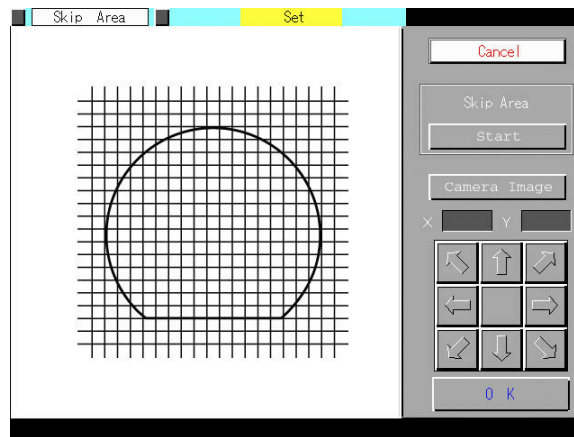 Skip Area
Set
Cancel
Skip Area
Start
Camera Image
X Y
O K